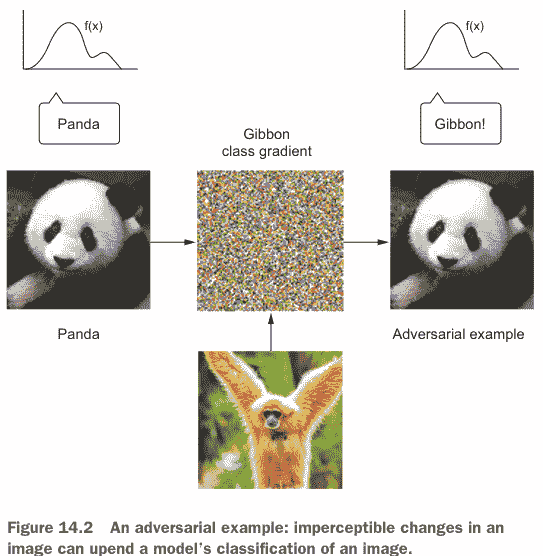 f(x)
f(x)
Panda
Gibbon!
Gibbon
class gradient
Panda
Adversarial example
Figure 14.2 An adversarial example: imperceptible changes in an
image can upend a model's classification of an image.